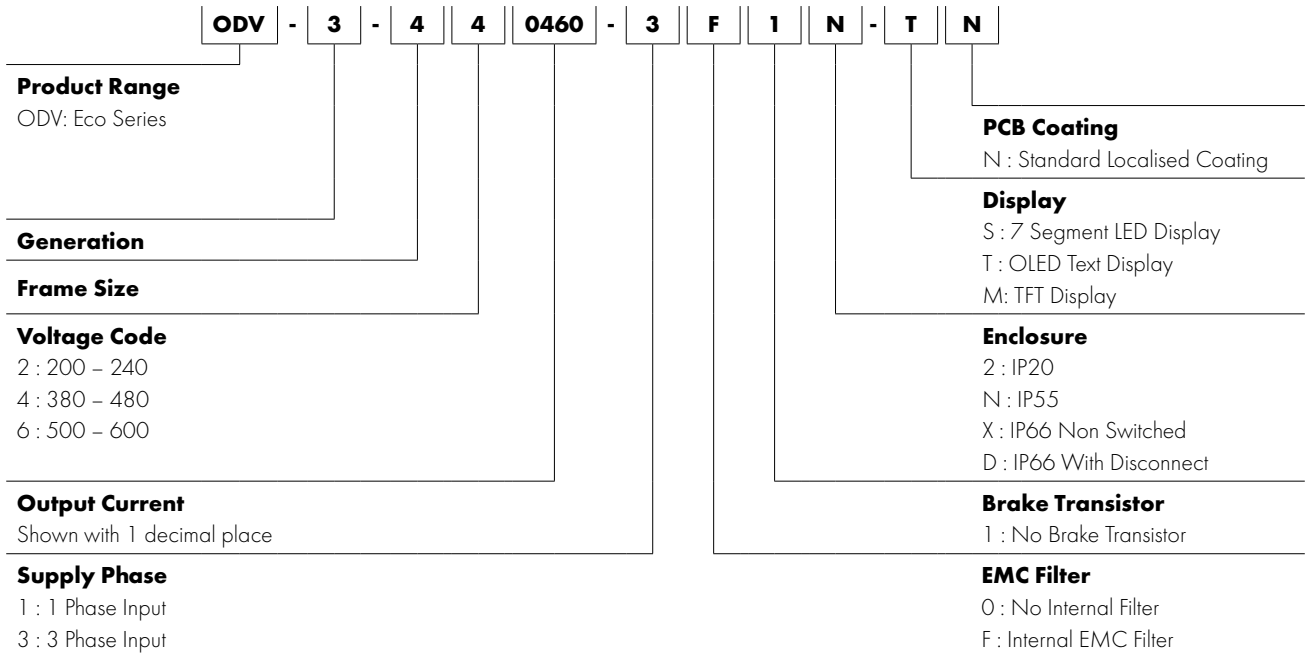 ODV - 3 - 4 4 0460 - 3 F 1 N - T N
Product Range
ODV: Eco Series
Generation
Frame Size
Voltage Code
2 : 200 – 240
4 : 380 – 480
6 : 500 – 600
Output Current
Shown with 1 decimal place
Supply Phase
1 : 1 Phase Input
3 : 3 Phase Input
PCB Coating
N : Standard Localised Coating
Display
S : 7 Segment LED Display
T : OLED Text Display
M: TFT Display
Enclosure
2 : IP20
N : IP55
X : IP66 Non Switched
D : IP66 With Disconnect
Brake Transistor
1 : No Brake Transistor
EMC Filter
0 : No Internal Filter
F : Internal EMC Filter